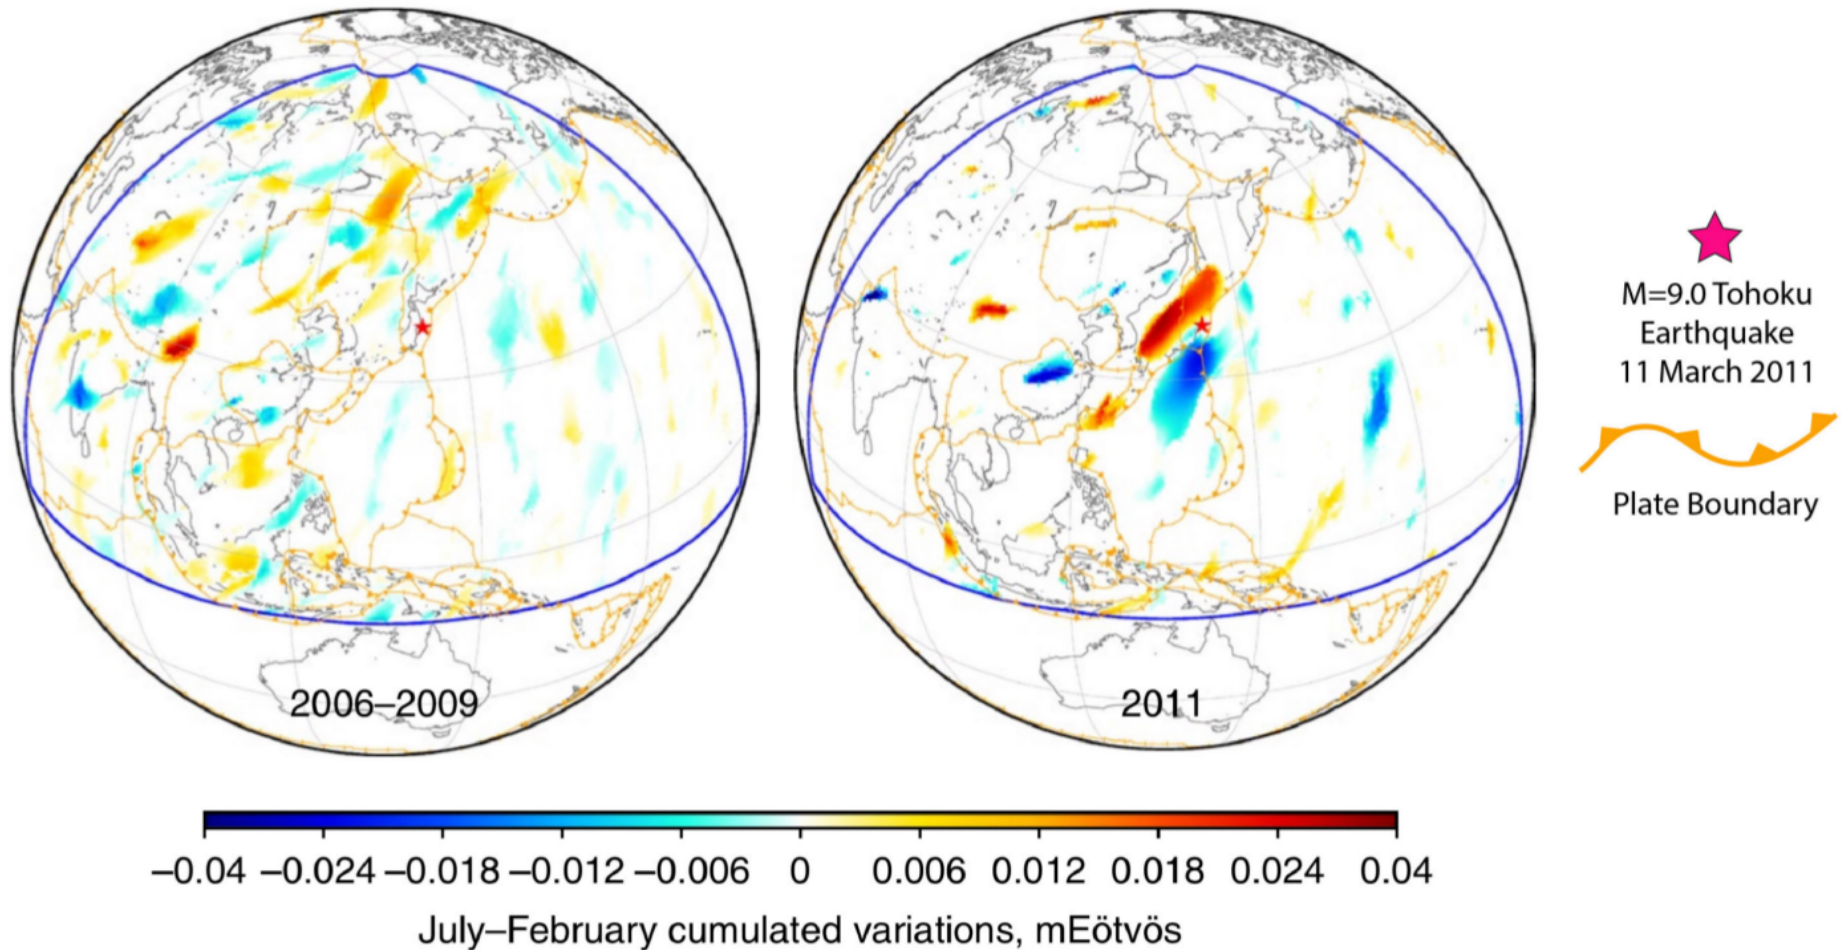 2006–2009
2011
M=9.0 Tohoku
Earthquake
11 March 2011
Plate Boundary
−0.04 −0.024 −0.018 −0.012 −0.006 0 0.006 0.012 0.018 0.024 0.04
July–February cumulated variations, mEötvös